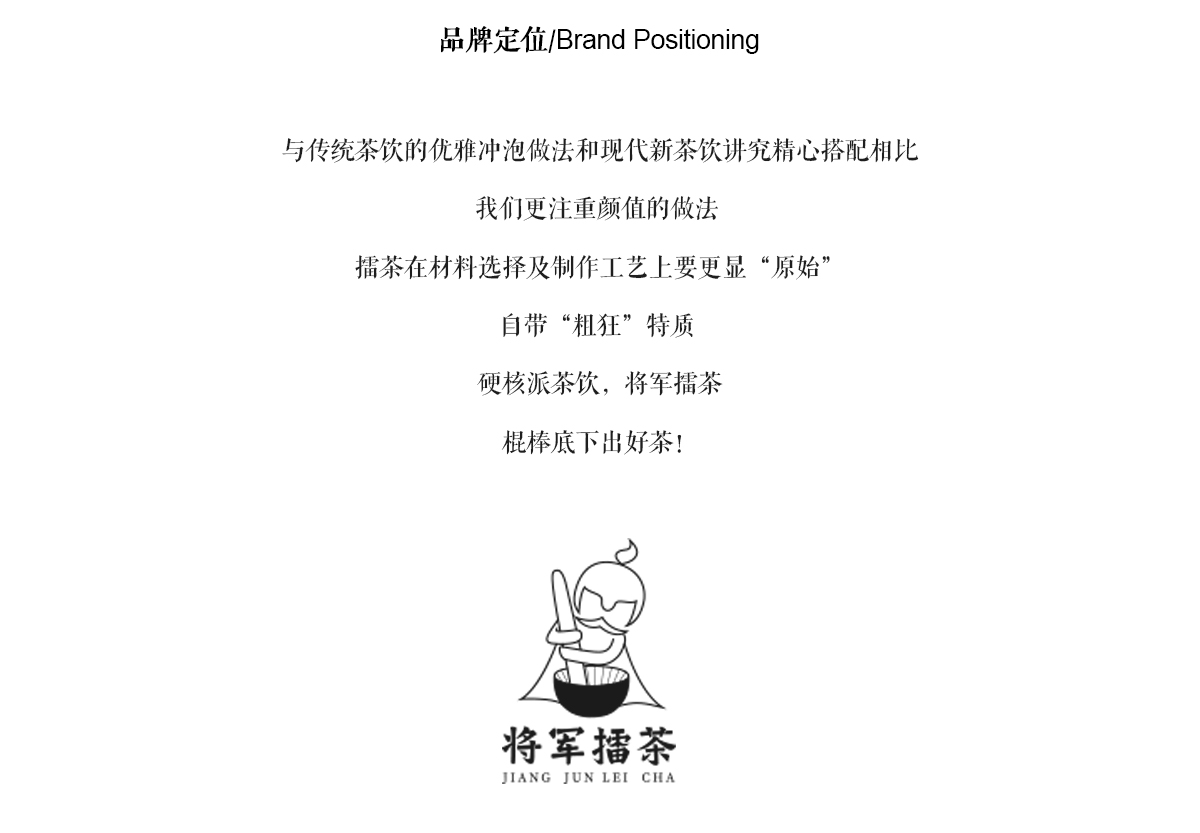 品牌定位/Brand Positioning
与传统茶饮的优雅冲泡做法和现代新茶饮讲究精心搭配相比
我们更注重颜值的做法
擂茶在材料选择及制作工艺上要更显“原始”
自带“粗狂”特质
硬核派茶饮，将军擂茶
棍棒底下出好茶！
将军擂茶
JIANG JUN LEI CHA